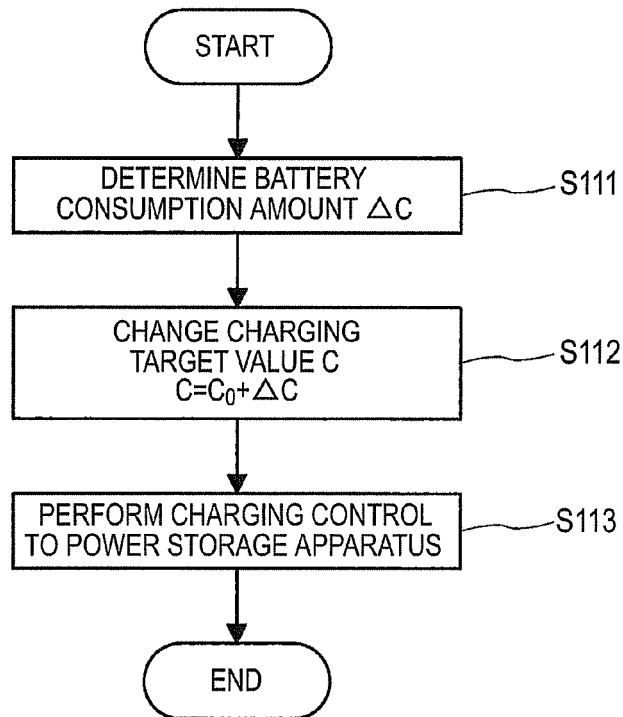 START
DETERMINE BATTERY
CONSUMPTION AMOUNT △C
S111
CHANGE CHARGING
TARGET VALUE C
C=C₀+△C
S112
PERFORM CHARGING CONTROL
TO POWER STORAGE APPARATUS
S113
END